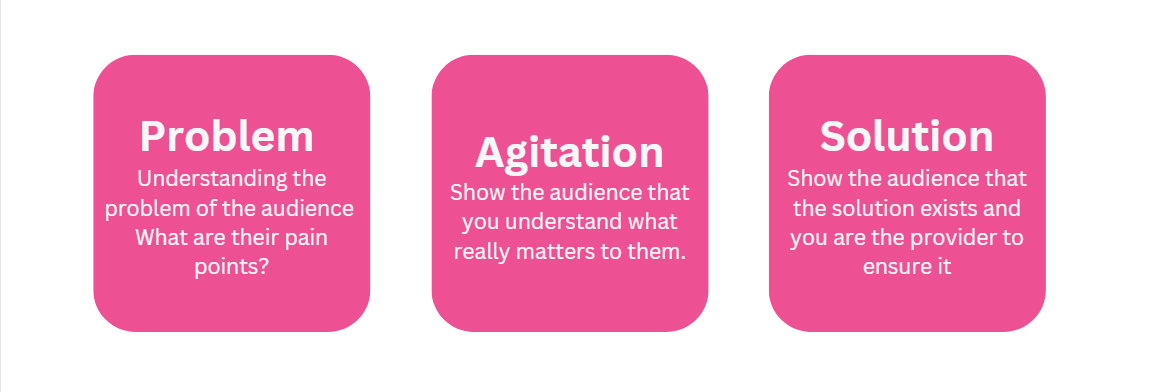 Problem
Understanding the
problem of the audience
What are their pain
points?
Agitation
Show the audience that
you understand what
really matters to them.
Solution
Show the audience that
the solution exists and
you are the provider to
ensure it